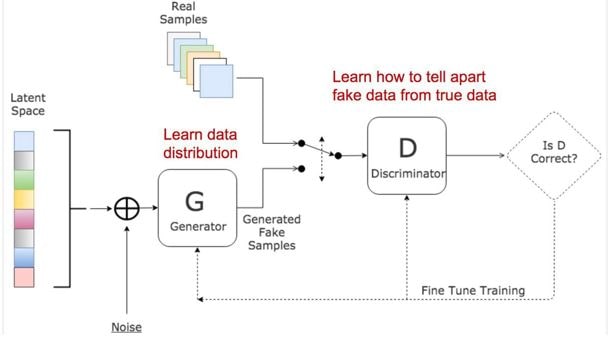 Real
Samples
Learn how to tell apart
fake data from true data
Latent
Space
Learn data
distribution
Is D
Correct?
D
Discriminator
G
Generator
Generated
Fake
Samples
Fine Tune Training
Noise